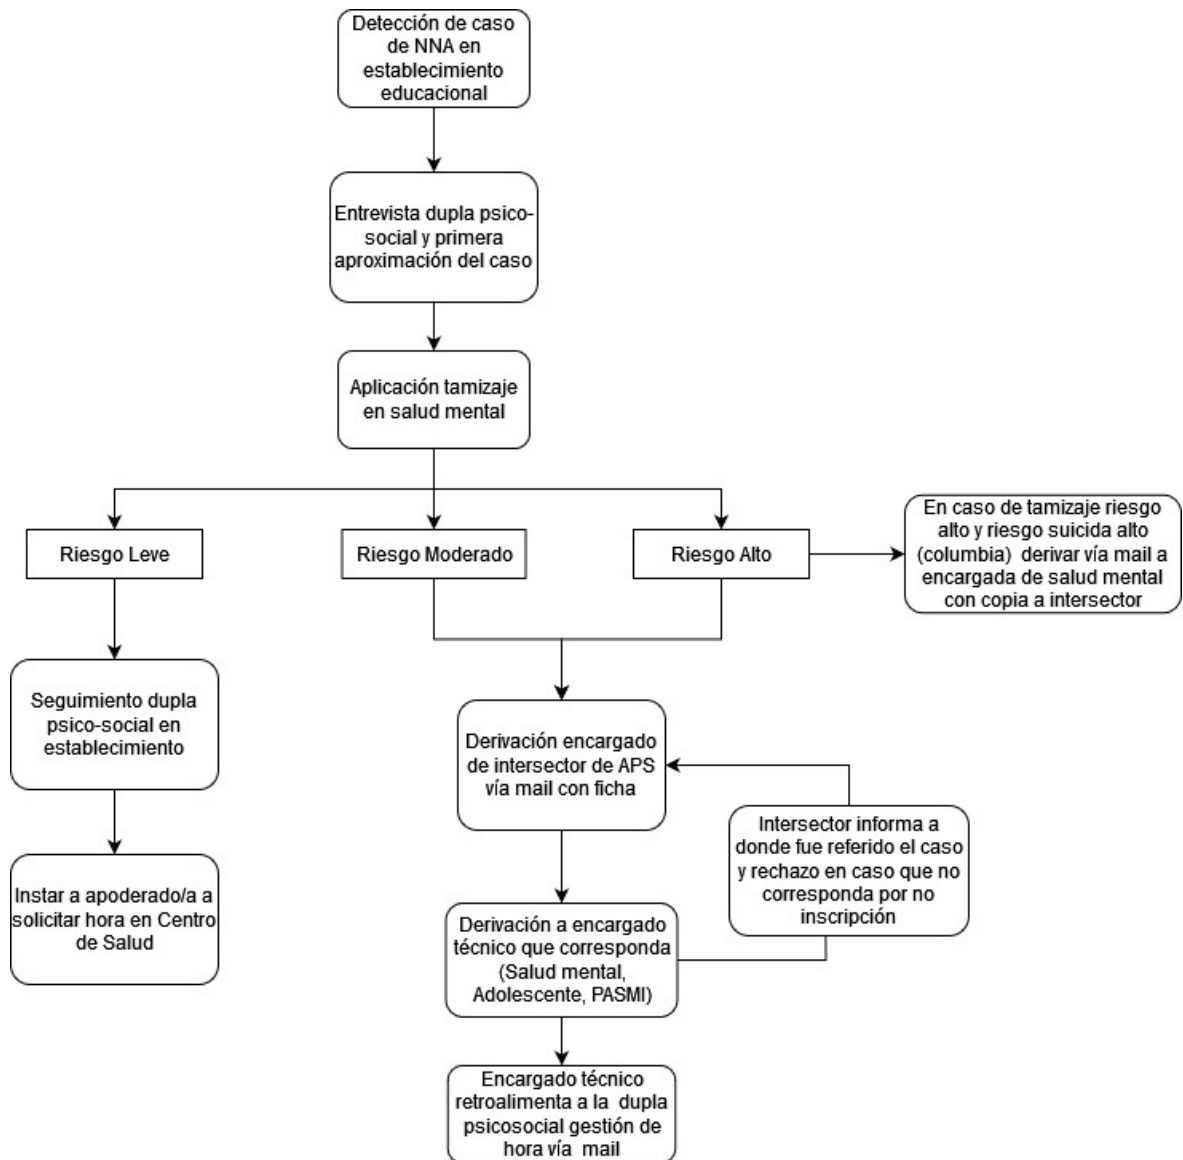 Detección de caso
de NNA en
establecimiento
educacional
Entrevista dupla psico-
social y primera
aproximación del caso
Aplicación tamizaje
en salud mental
Riesgo Leve
Riesgo Moderado
Riesgo Alto
En caso de tamizaje riesgo
alto y riesgo suicida alto
(columbia) derivar vía mail a
encargada de salud mental
con copia a intersector
Seguimiento dupla
psico-social en
establecimiento
Instar a apoderado/a a
solicitar hora en Centro
de Salud
Derivación encargado
de intersector de APS
vía mail con ficha
Intersector informa a
donde fue referido el caso
y rechazo en caso que no
corresponda por no
inscripción
Derivación a encargado
técnico que corresponda
(Salud mental,
Adolescente, PASMI)
Encargado técnico
retroalimenta a la dupla
psicosocial gestión de
hora vía mail